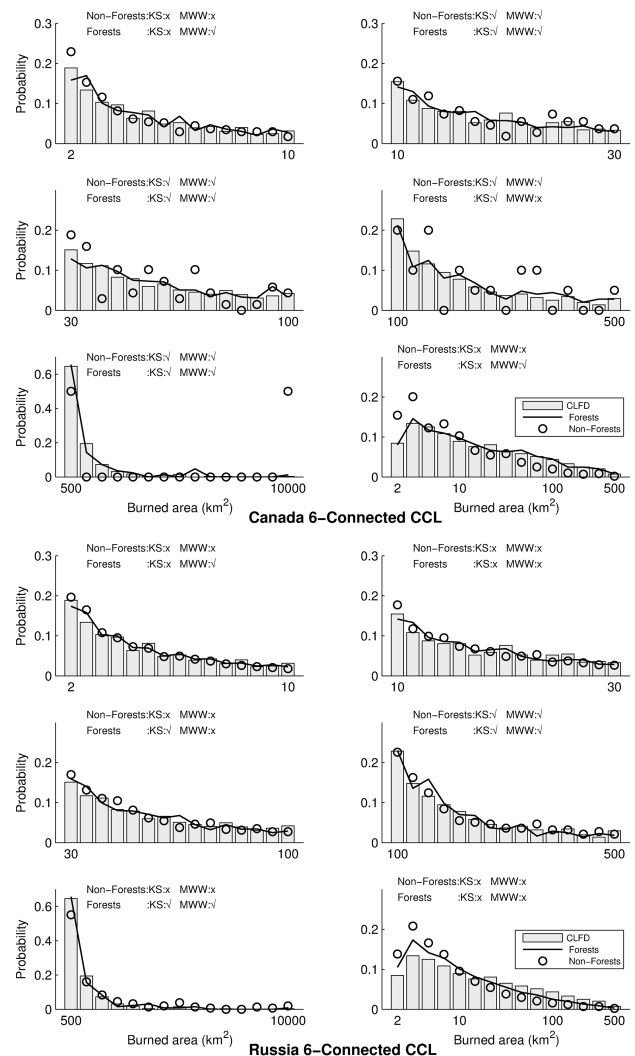 Non−Forests:KS:x MWW:x
Forests :KS:x MWW:x
0.3
0.2
0.1
0
Probability
2 10
Non−Forests:KS:√ MWW:√
Forests :KS:√ MWW:√
0.3
0.2
0.1
0
10 30
Non−Forests:KS:√ MWW:√
Forests :KS:√ MWW:√
0.2
0.1
0
Probability
30 100
Non−Forests:KS:√ MWW:√
Forests :KS:√ MWW:x
0.2
0.1
0
100 500
Non−Forests:KS:√ MWW:√
Forests :KS:√ MWW:√
0.6
0.4
0.2
0
Probability
500 10000
Burned area (km²)
Non−Forests:KS:x MWW:x
Forests :KS:x MWW:√
0.2
0.1
0
CLFD
Forests
Non−Forests
2 10 100 500
Burned area (km²)
Canada 6−Connected CCL
Non−Forests:KS:x MWW:x
Forests :KS:x MWW:√
0.3
0.2
0.1
0
Probability
2 10
Non−Forests:KS:x MWW:x
Forests :KS:x MWW:x
0.3
0.2
0.1
0
10 30
Non−Forests:KS:x MWW:x
Forests :KS:√ MWW:x
0.2
0.1
0
Probability
30 100
Non−Forests:KS:√ MWW:√
Forests :KS:√ MWW:√
0.2
0.1
0
100 500
Non−Forests:KS:x MWW:x
Forests :KS:√ MWW:√
0.6
0.4
0.2
0
Probability
500 10000
Burned area (km²)
Non−Forests:KS:x MWW:x
Forests :KS:x MWW:x
0.2
0.1
0
CLFD
Forests
Non−Forests
2 10 100 500
Burned area (km²)
Russia 6−Connected CCL